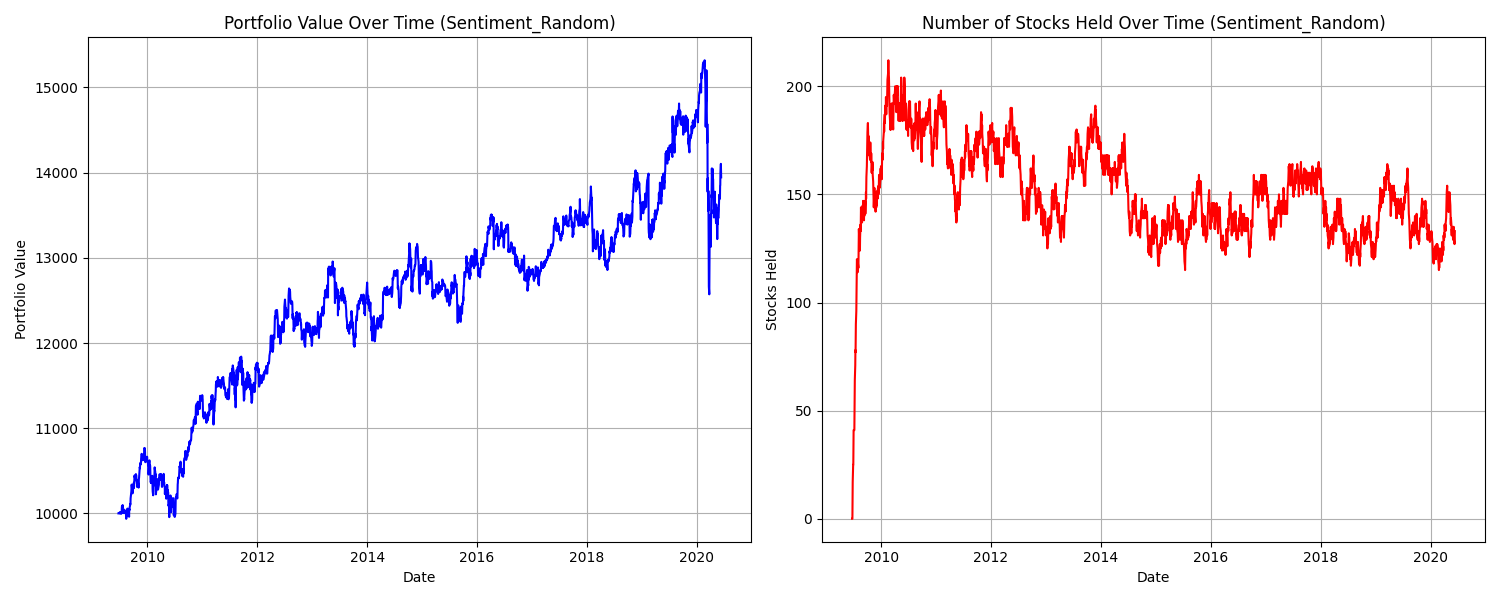 Portfolio Value Over Time (Sentiment_Random)
Portfolio Value
15000
14000
13000
12000
11000
10000
2010 2012 2014 2016 2018 2020
Date
Number of Stocks Held Over Time (Sentiment_Random)
Stocks Held
200
150
100
50
0
2010 2012 2014 2016 2018 2020
Date